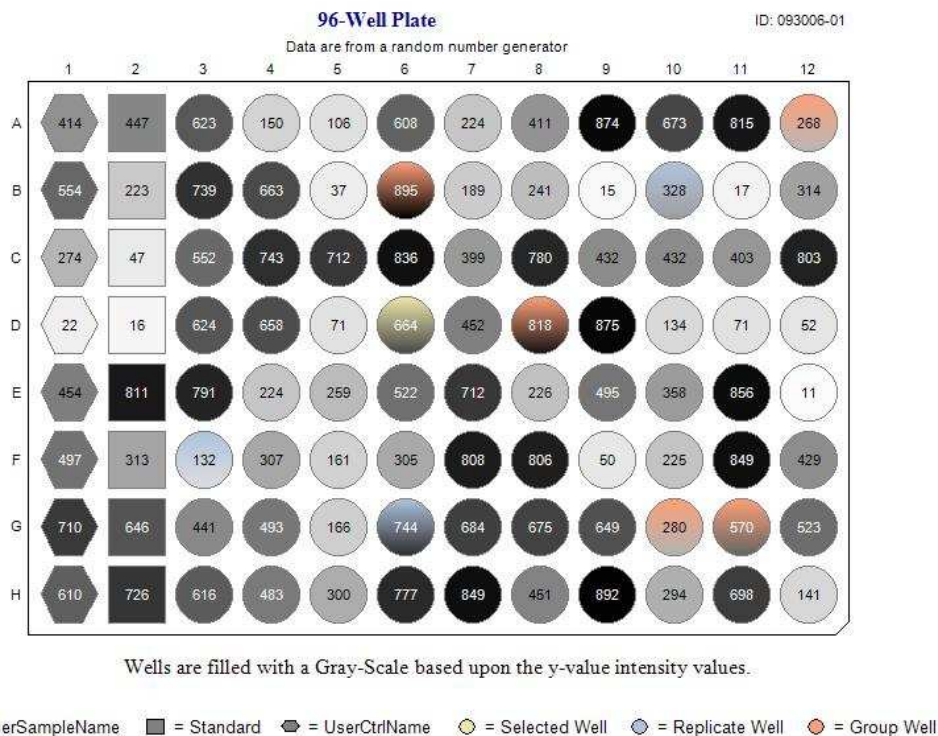 96-Well Plate
ID: 093006-01
Data are from a random number generator
1 2 3 4 5 6 7 8 9 10 11 12
A 414 447 623 150 106 608 224 411 874 673 815 268
B 554 223 739 663 37 895 189 241 15 328 17 314
C 274 47 552 743 712 836 399 780 432 432 403 803
D 22 16 624 658 71 664 452 818 875 134 71 52
E 454 811 791 224 259 522 712 226 495 358 856 11
F 497 313 132 307 161 305 808 806 50 225 849 429
G 710 646 441 493 166 744 684 675 649 280 570 523
H 610 726 616 483 300 777 849 451 892 294 698 141
Wells are filled with a Gray-Scale based upon the y-value intensity values.
erSampleName = Standard = UserCtrlName = Selected Well = Replicate Well = Group Well